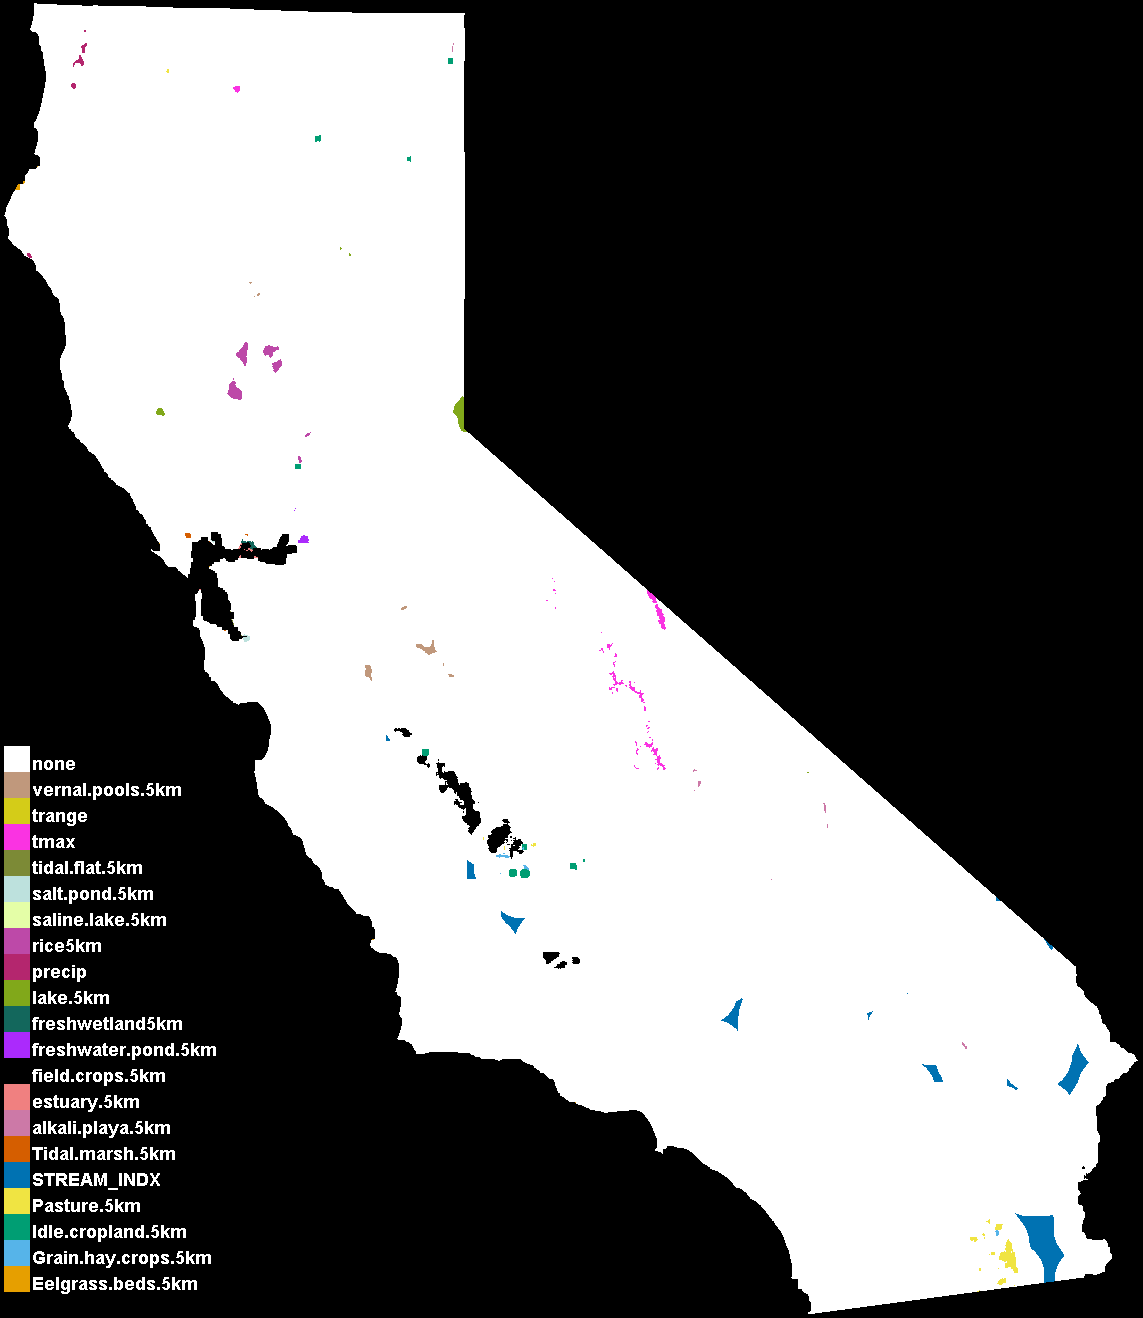 none
vernal.pools.5km
trange
tmax
tidal.flat.5km
salt.pond.5km
saline.lake.5km
rice5km
precip
lake.5km
freshwetland5km
freshwater.pond.5km
field.crops.5km
estuary.5km
alkali.playa.5km
Tidal.marsh.5km
STREAM_INDX
Pasture.5km
Idle.cropland.5km
Grain.hay.crops.5km
Eelgrass.beds.5km